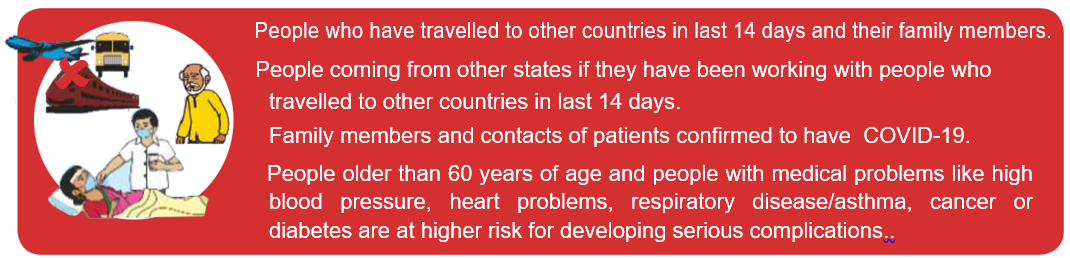 People who have travelled to other countries in last 14 days and their family members.
People coming from other states if they have been working with people who
travelled to other countries in last 14 days.
Family members and contacts of patients confirmed to have  COVID-19.
People older than 60 years of age and people with medical problems like high
blood pressure, heart problems, respiratory disease/asthma, cancer or
diabetes are at higher risk for developing serious complications..